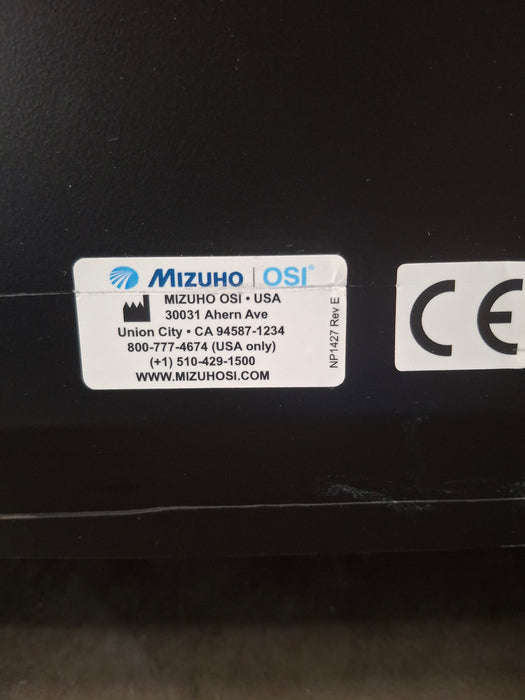 MIZUHO | OSI®
MIZUHO OSI • USA
30031 Ahern Ave
Union City • CA 94587-1234
800-777-4674 (USA only)
(+1) 510-429-1500
WWW.MIZUHOSI.COM
NP1427 Rev E
CE